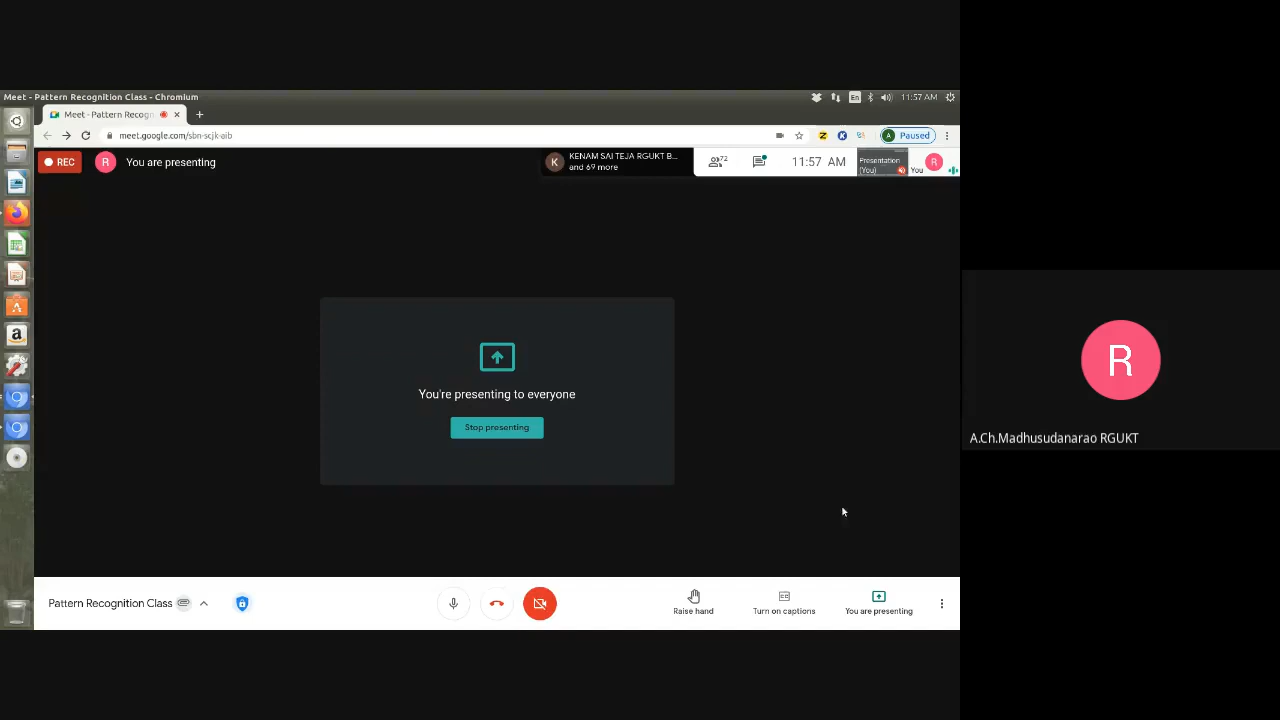 Meet - Pattern Recognition Class - Chromium
En
11:57 AM
Meet - Pattern Recogn
meet.google.com/sbn-scjk-aib
A
Paused
REC
R
You are presenting
K
KENAM SAI TEJA RGUKT B...
and 69 more
72
11:57 AM
Presentation
(You)
You
R
You're presenting to everyone
Stop presenting
R
A.Ch.Madhusudanarao RGUKT
Pattern Recognition Class
Raise hand
Turn on captions
You are presenting